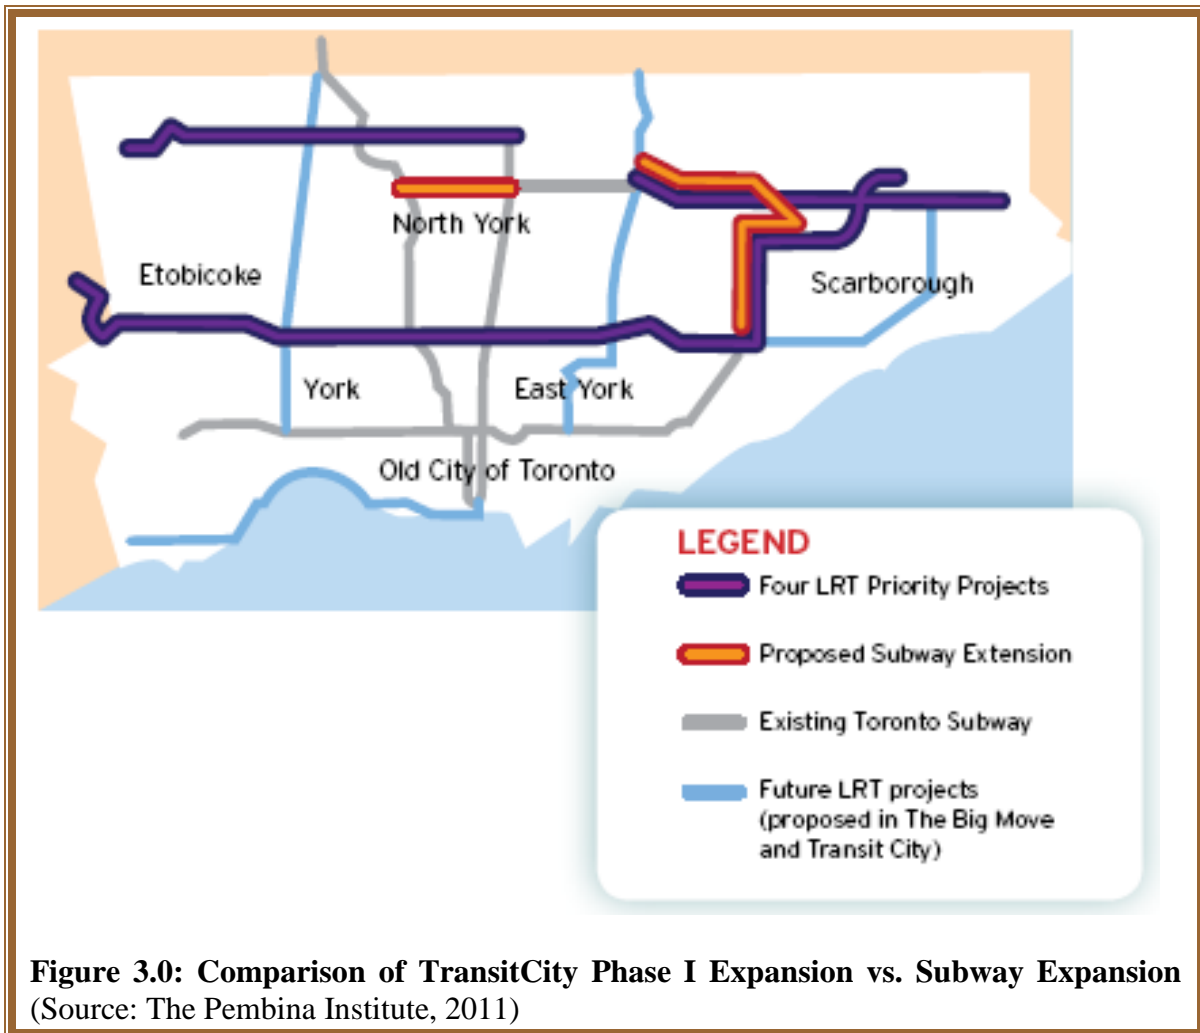 North York
Etobicoke
Scarborough
York
East York
Old City of Toronto
LEGEND
Four LRT Priority Projects
Proposed Subway Extension
Existing Toronto Subway
Future LRT projects
(proposed in The Big Move
and Transit City)
Figure 3.0: Comparison of TransitCity Phase I Expansion vs. Subway Expansion
(Source: The Pembina Institute, 2011)